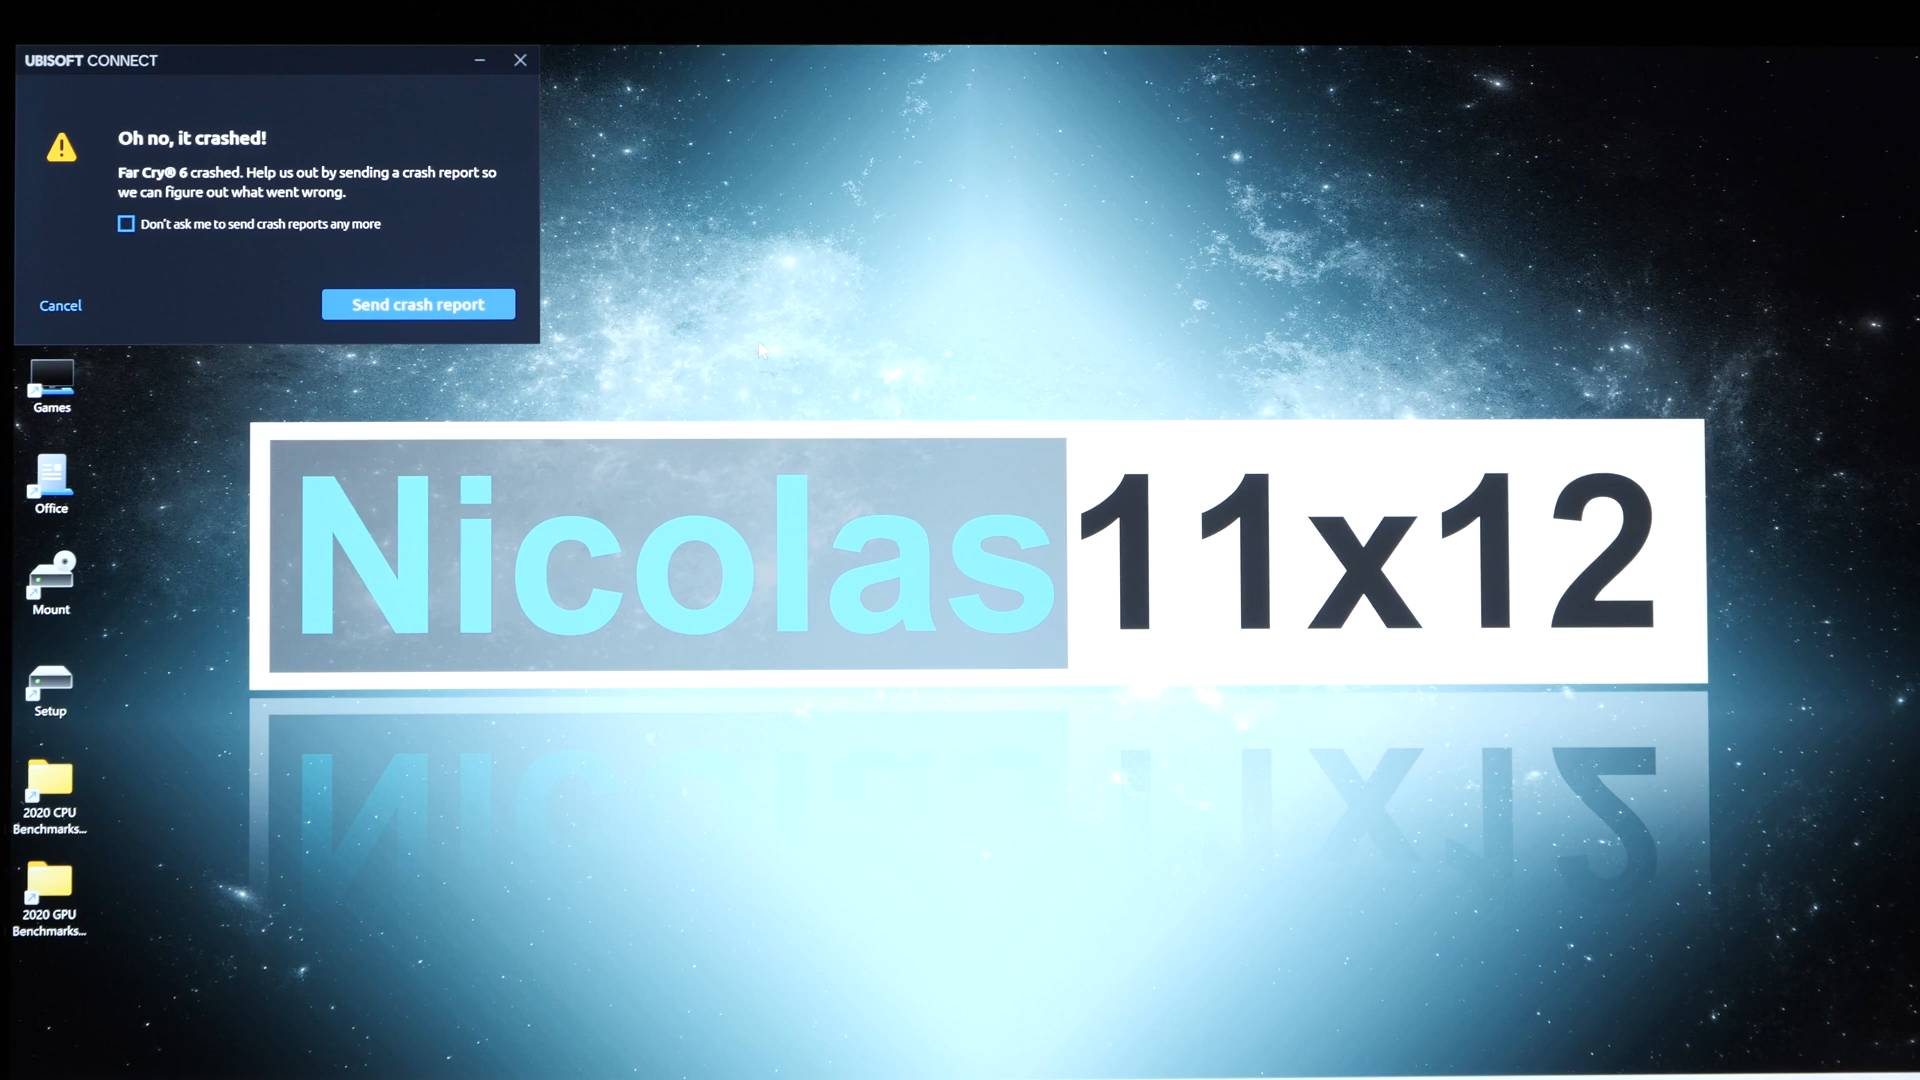 UBISOFT CONNECT
Oh no, it crashed!
Far Cry® 6 crashed. Help us out by sending a crash report so
we can figure out what went wrong.
Don't ask me to send crash reports any more
Cancel
Send crash report
Games
Office
Mount
Setup
2020 CPU
Benchmarks...
2020 GPU
Benchmarks...
Nicolas11x12